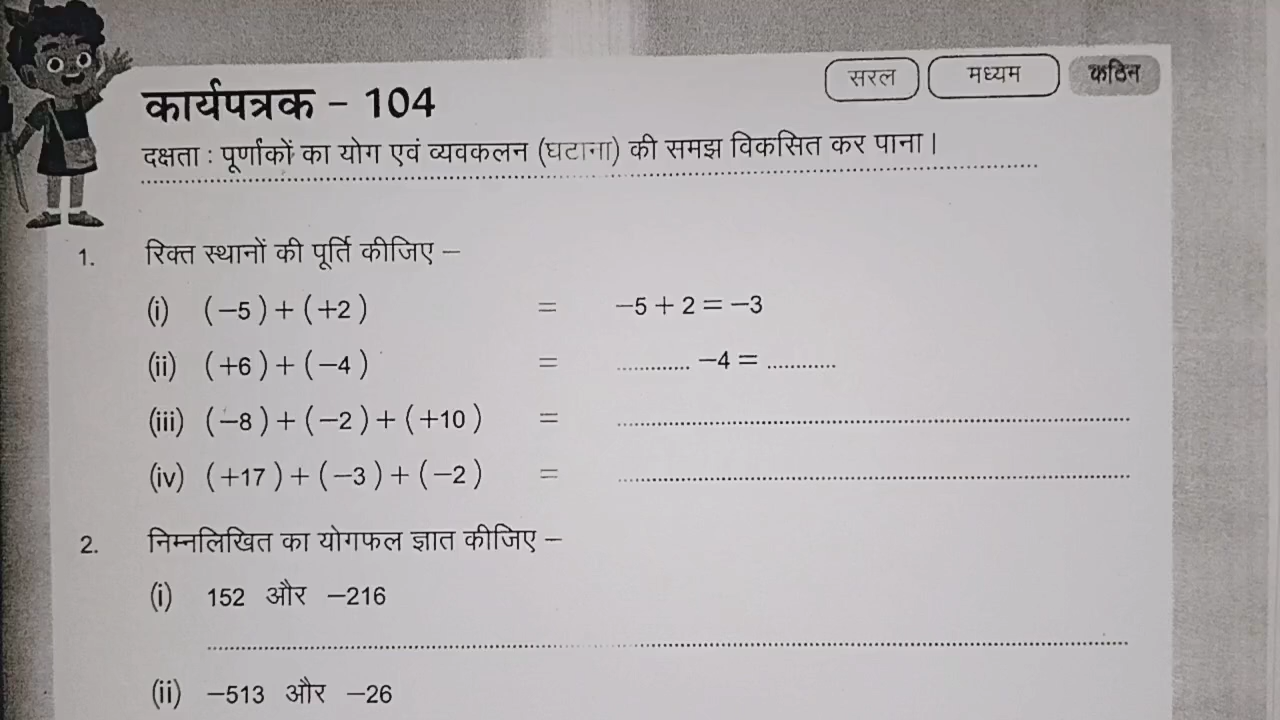 सरल मध्यम कठिन
कार्यपत्रक – 104
दक्षता : पूर्णाकों का योग एवं व्यवकलन (घटाना) की समझ विकसित कर पाना।
1. रिक्त स्थानों की पूर्ति कीजिए –
(i) (–5) + (+2) = –5 + 2 = –3
(ii) (+6) + (–4) = ............ –4 = ............
(iii) (–8) + (–2) + (+10) = ............
(iv) (+17) + (–3) + (–2) = ............
2. निम्नलिखित का योगफल ज्ञात कीजिए –
(i) 152 और –216
(ii) –513 और –26